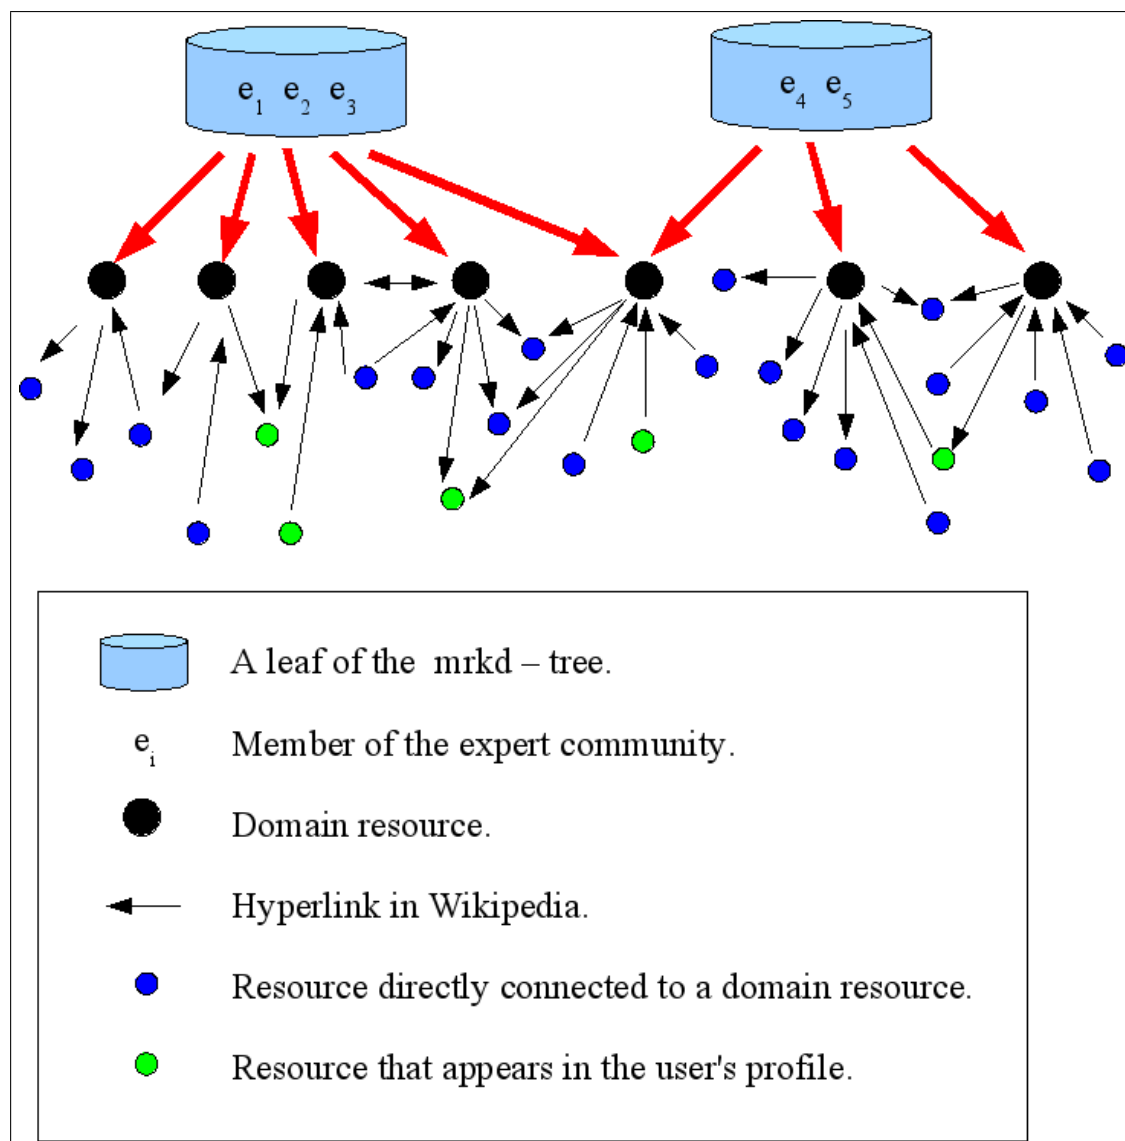 e1 e2 e3
e4 e5
A leaf of the mrkd – tree.
ei Member of the expert community.
Domain resource.
Hyperlink in Wikipedia.
Resource directly connected to a domain resource.
Resource that appears in the user's profile.